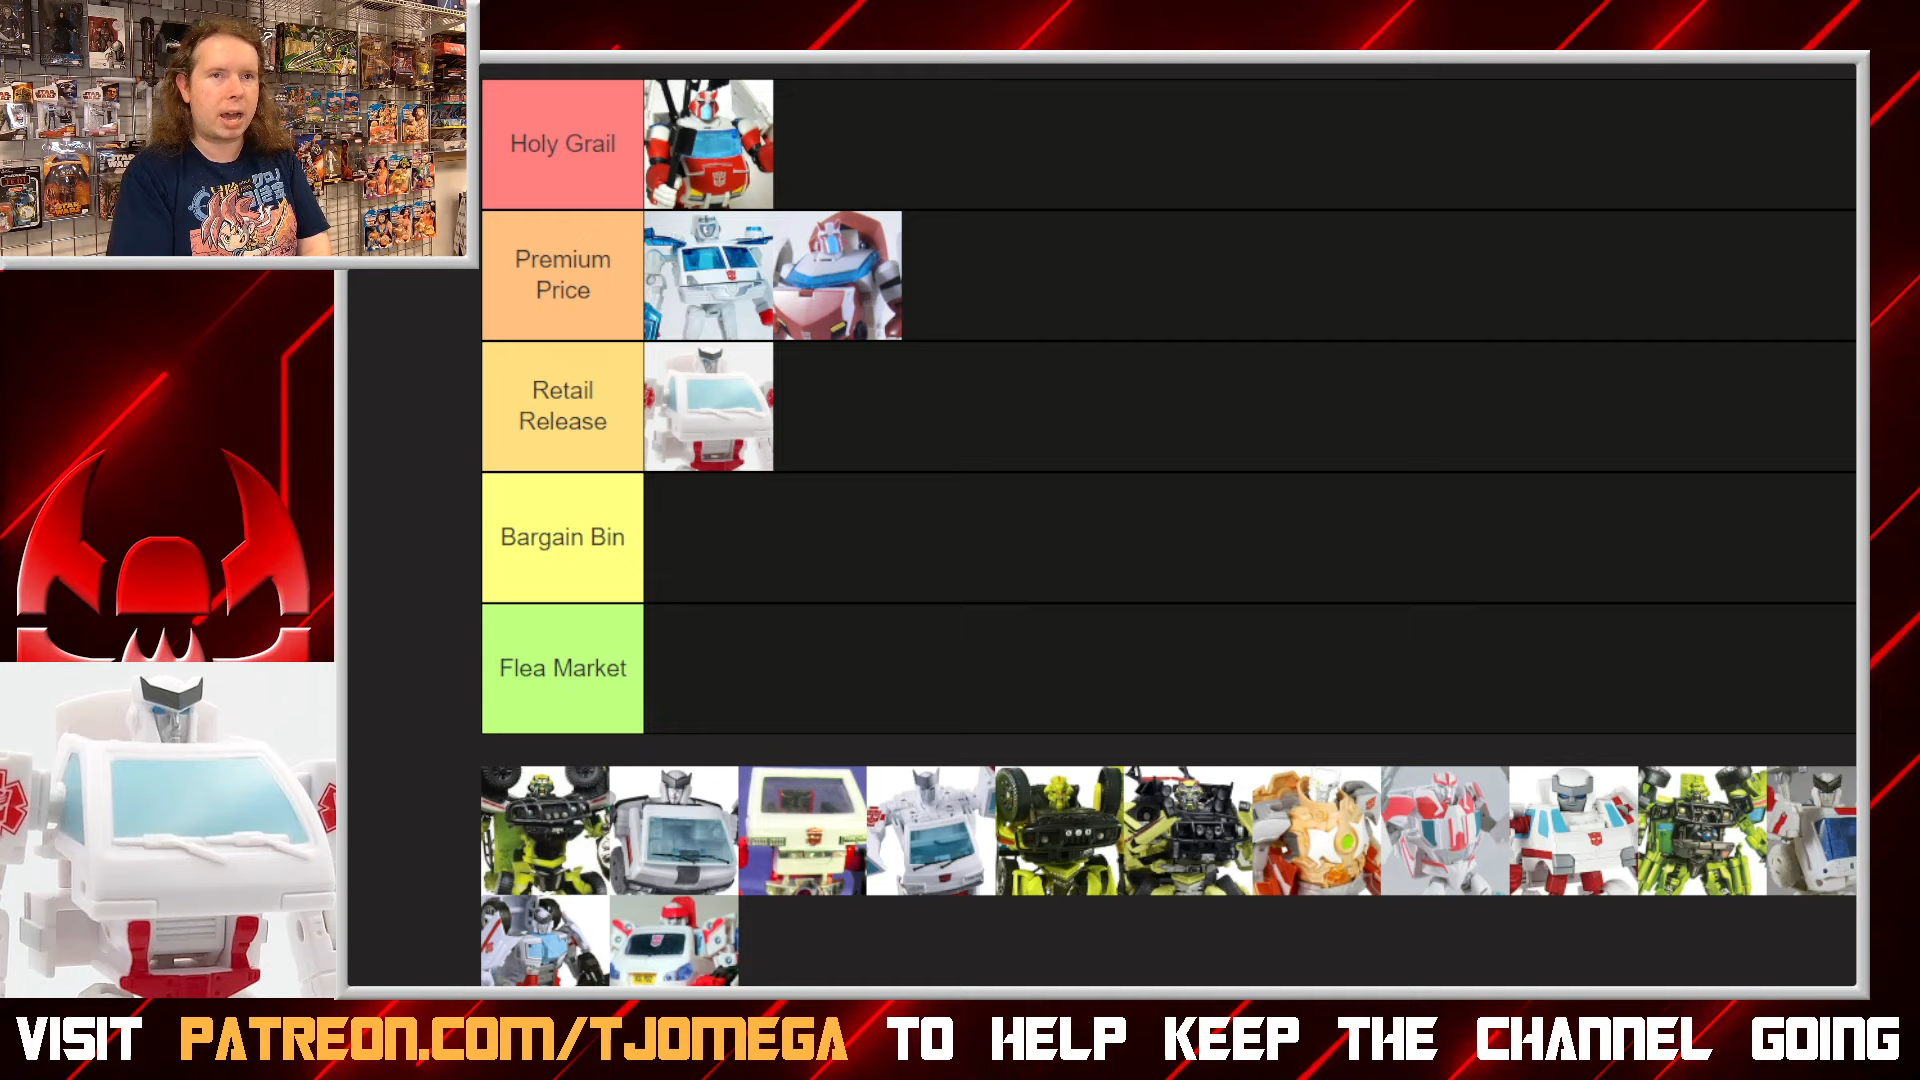 Holy Grail
Premium
Price
Retail
Release
Bargain Bin
Flea Market
VISIT PATREON.COM/TJOMEGA TO HELP KEEP THE CHANNEL GOING